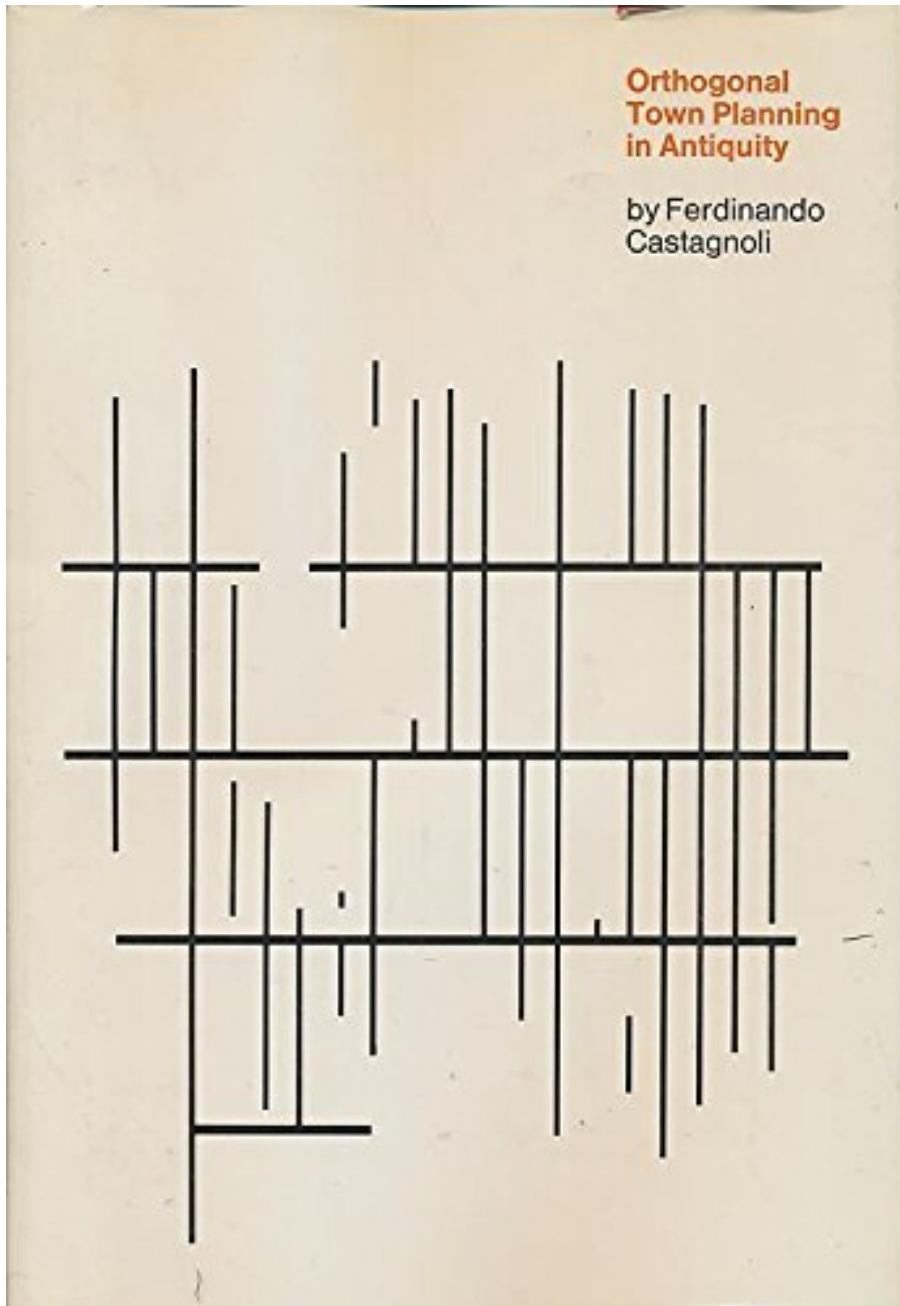 Orthogonal
Town Planning
in Antiquity
by Ferdinando
Castagnoli